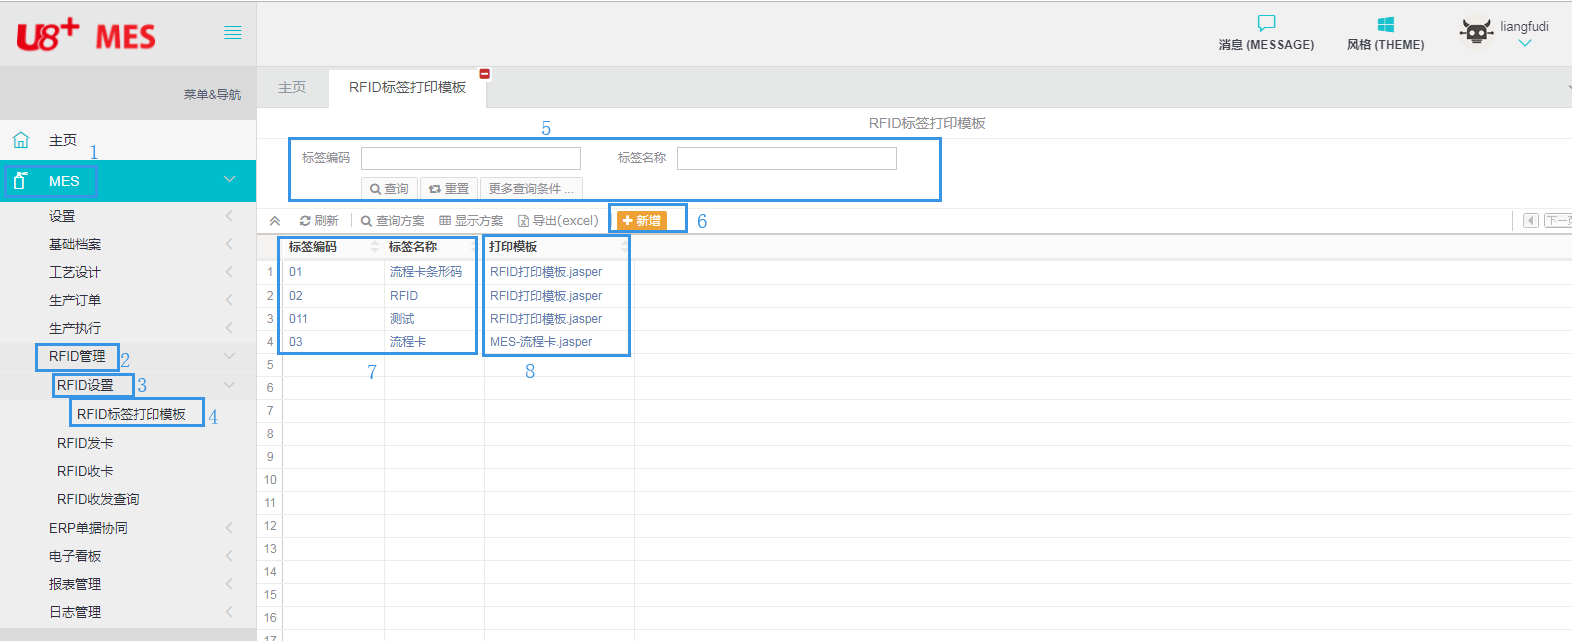 U8+ MES
消息 (MESSAGE)
风格 (THEME)
liangfudi
菜单&导航
主页
RFID标签打印模板
主页
1
MES
设置
基础档案
工艺设计
生产订单
生产执行
RFID管理
2
RFID设置
3
RFID标签打印模板
4
RFID发卡
RFID收卡
RFID收发查询
ERP单据协同
电子看板
报表管理
日志管理
RFID标签打印模板
5
标签编码
标签名称
查询
重置
更多查询条件 ...
刷新
查询方案
显示方案
导出(excel)
新增
6
下一页
标签编码 标签名称 打印模板
1 01 流程卡条形码 RFID打印模板.jasper
2 02 RFID RFID打印模板.jasper
3 011 测试 RFID打印模板.jasper
4 03 流程卡 MES-流程卡.jasper
5
7
8
6
7
8
9
10
11
12
13
14
15
16
17